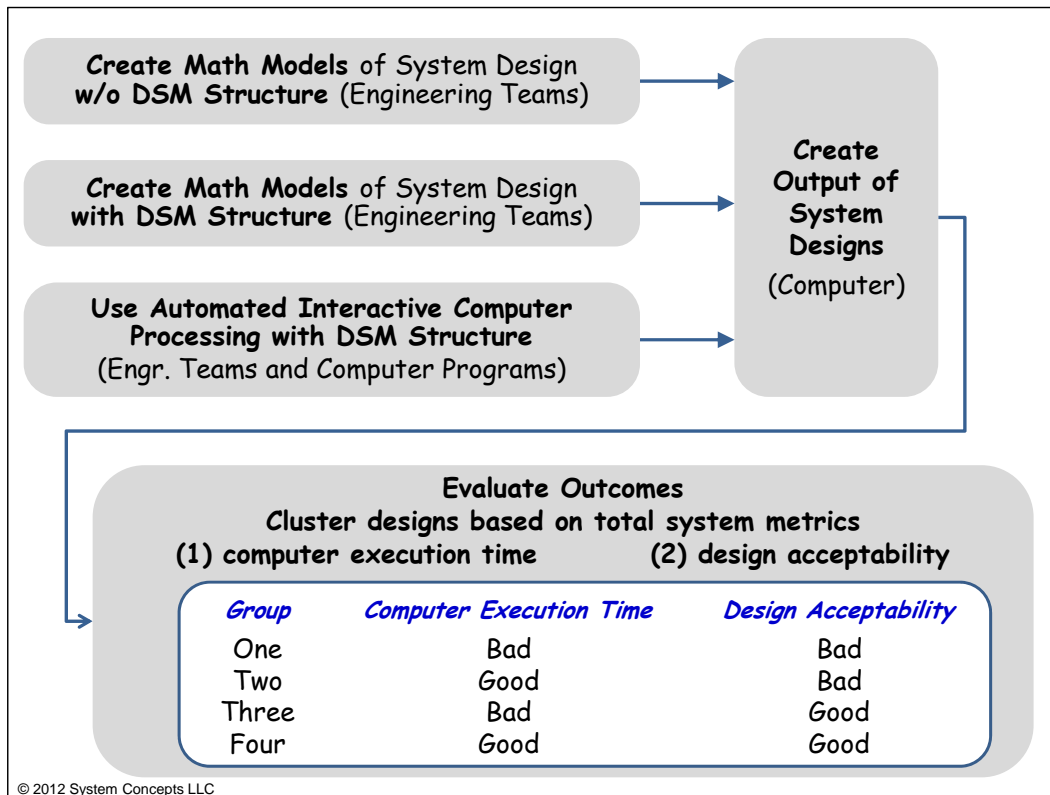 Create Math Models of System Design
w/o DSM Structure (Engineering Teams)
Create Math Models of System Design
with DSM Structure (Engineering Teams)
Use Automated Interactive Computer
Processing with DSM Structure
(Engr. Teams and Computer Programs)
Create
Output of
System
Designs
(Computer)
Evaluate Outcomes
Cluster designs based on total system metrics
(1) computer execution time (2) design acceptability
Group Computer Execution Time Design Acceptability
One Bad Bad
Two Good Bad
Three Bad Good
Four Good Good
© 2012 System Concepts LLC